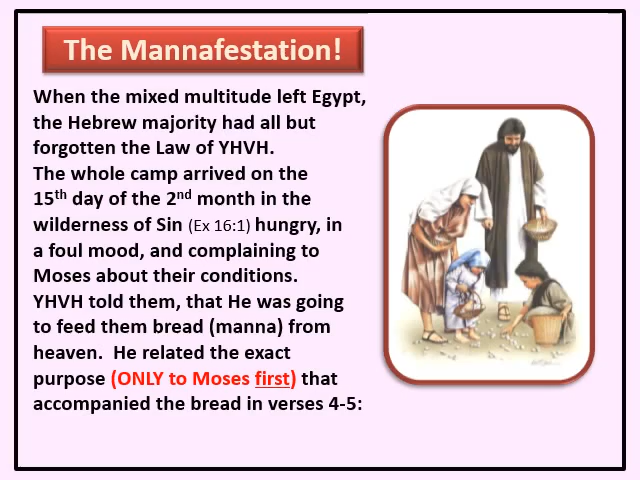 The Mannafestation!
When the mixed multitude left Egypt,
the Hebrew majority had all but
forgotten the Law of YHVH.
The whole camp arrived on the
15th day of the 2nd month in the
wilderness of Sin (Ex 16:1) hungry, in
a foul mood, and complaining to
Moses about their conditions.
YHVH told them, that He was going
to feed them bread (manna) from
heaven.  He related the exact
purpose (ONLY to Moses first) that
accompanied the bread in verses 4-5: